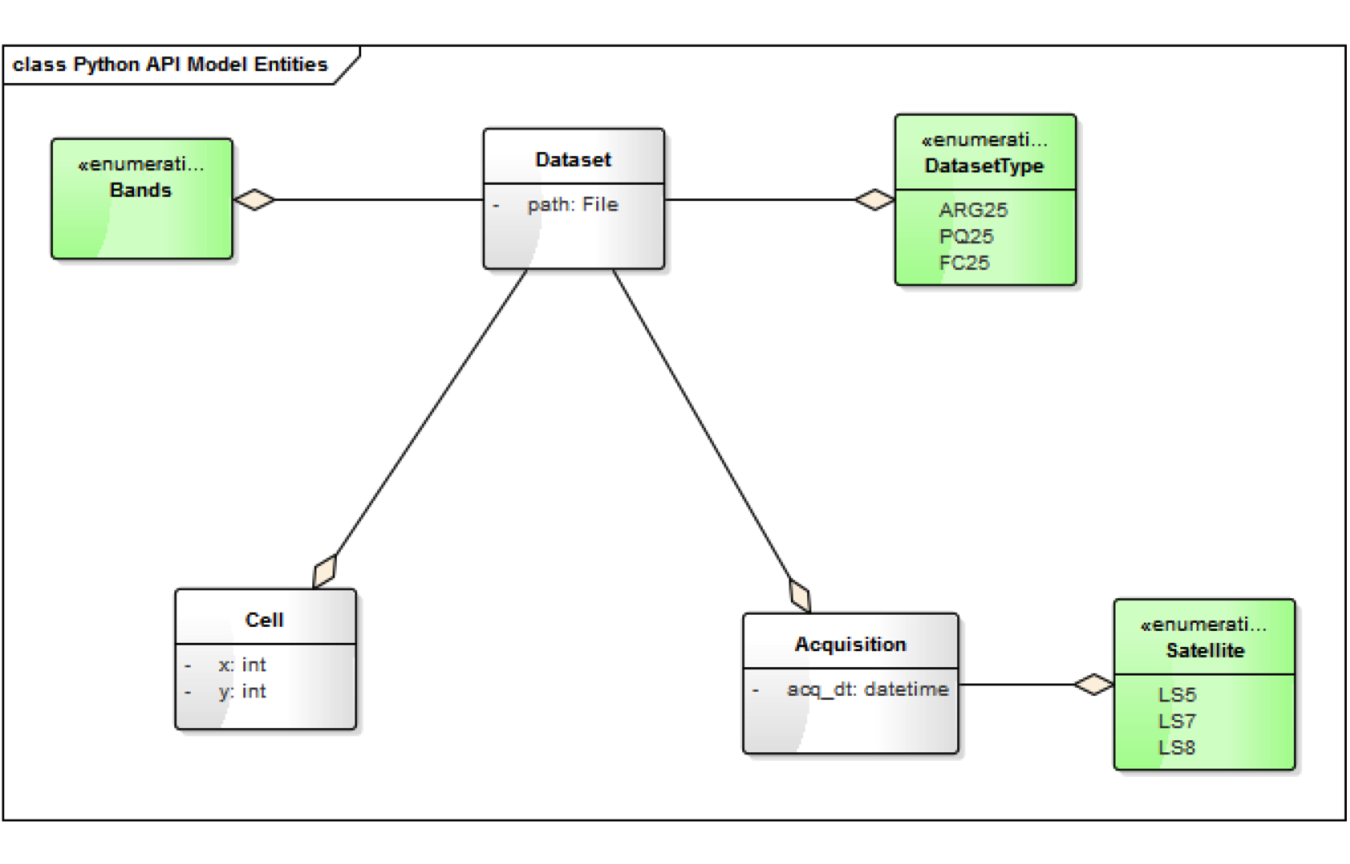 class Python API Model Entities
«enumerati...
Bands
Dataset
- path: File
«enumerati...
DatasetType
ARG25
PQ25
FC25
Cell
- x: int
- y: int
Acquisition
- acq_dt: datetime
«enumerati...
Satellite
LS5
LS7
LS8